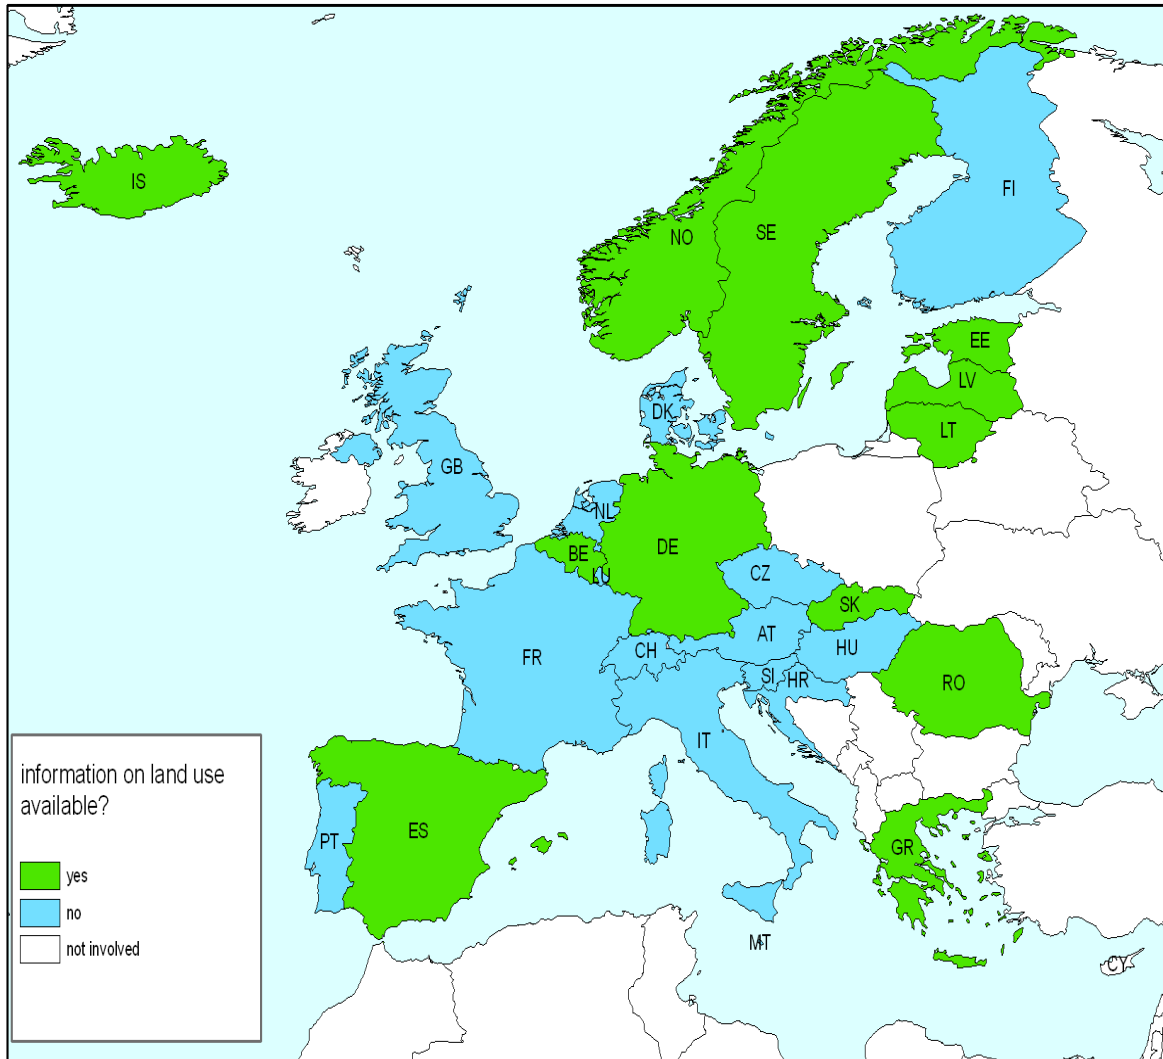 IS
NO
SE
FI
EE
LV
LT
DK
GB
NL
BE
DE
LU
CZ
SK
AT
FR
CH
HU
SI
HR
RO
IT
information on land use
available?
PT
ES
GR
yes
no
not involved
MT
CY